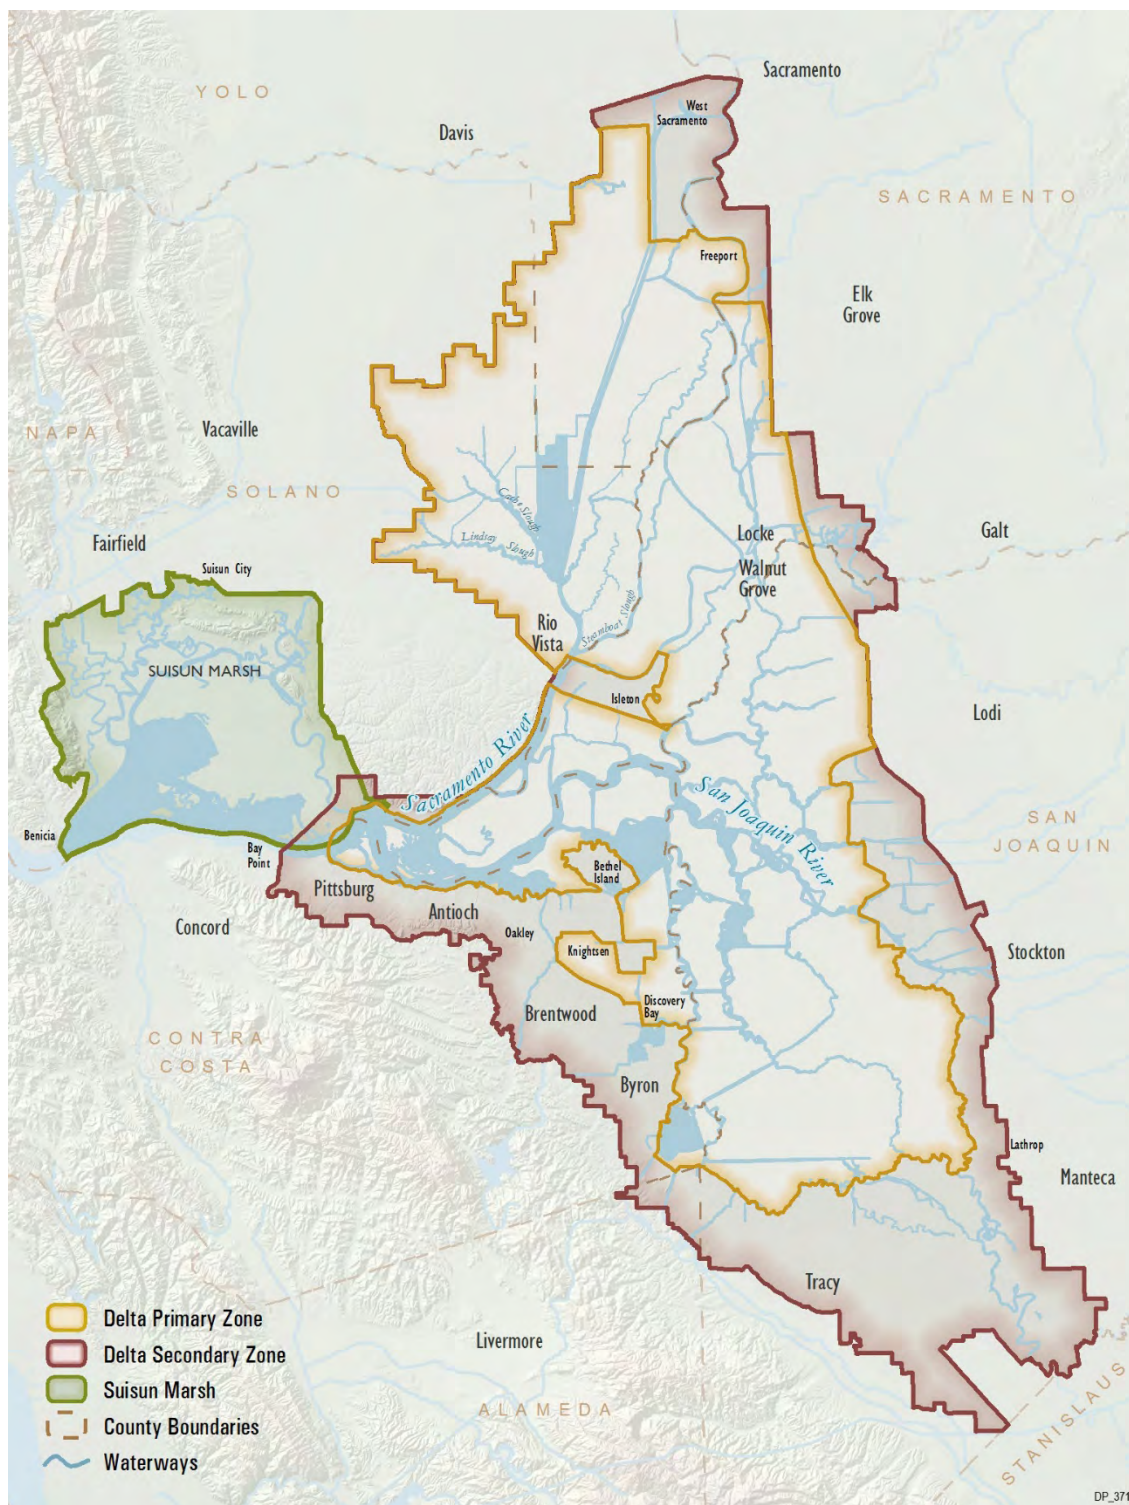 Sacramento
YOLO
West
Sacramento
Davis
SACRAMENTO
Freeport
Elk
Grove
NAPA
Vacaville
SOLANO
Cache Slough
Lindsay Slough
Locke
Galt
Fairfield
Suisun City
Walnut
Grove
Steamboat Slough
Rio
Vista
SUISUN MARSH
Isleton
Lodi
Sacramento River
San Joaquin River
SAN
JOAQUIN
Benicia
Bay
Point
Bethel
Island
Pittsburg
Antioch
Concord
Oakley
Knightsen
Stockton
Discovery
Bay
Brentwood
CONTRA
COSTA
Byron
Lathrop
Manteca
Tracy
Livermore
ALAMEDA
STANISLAUS
Delta Primary Zone
Delta Secondary Zone
Suisun Marsh
County Boundaries
Waterways
DP_371